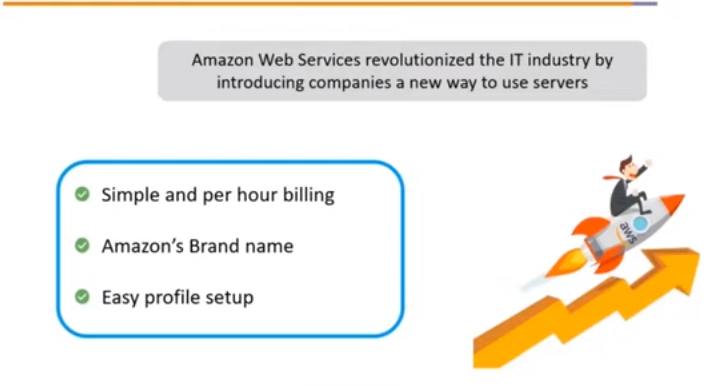 Amazon Web Services revolutionized the IT industry by
introducing companies a new way to use servers
Simple and per hour billing
Amazon's Brand name
Easy profile setup
aws